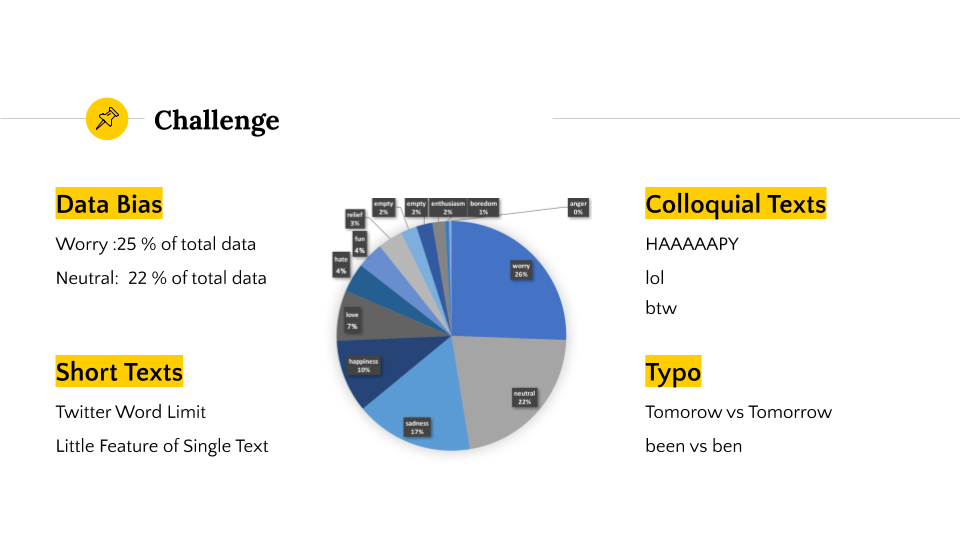 Challenge
Data Bias
Worry :25 % of total data
Neutral:  22 % of total data
Short Texts
Twitter Word Limit
Little Feature of Single Text
empty
2%
empty
2%
enthusiasm
2%
boredom
1%
anger
0%
relief
3%
fun
4%
hate
4%
love
7%
happiness
10%
sadness
17%
neutral
22%
worry
26%
Colloquial Texts
HAAAAAPY
lol
btw
Typo
Tomorow vs Tomorrow
been vs ben